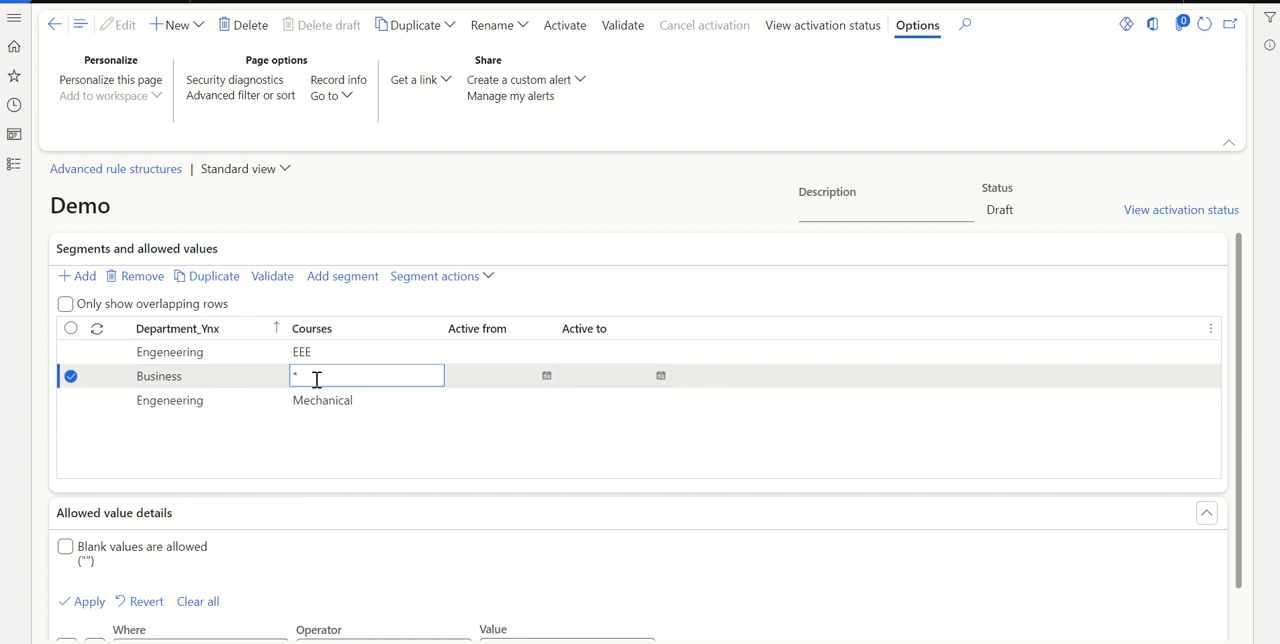 Edit New Delete Delete draft Duplicate Rename Activate Validate Cancel activation View activation status Options 0
Personalize Page options Share
Personalize this page Security diagnostics Record info Get a link Create a custom alert
Add to workspace Advanced filter or sort Go to Manage my alerts
Advanced rule structures | Standard view
Description Status
Demo Draft View activation status
Segments and allowed values
+ Add Remove Duplicate Validate Add segment Segment actions
Only show overlapping rows
Department_Ynx ↑ Courses Active from Active to
Engeneering EEE
Business *
Engeneering Mechanical
Allowed value details
Blank values are allowed
("")
Apply Revert Clear all
Where Operator Value